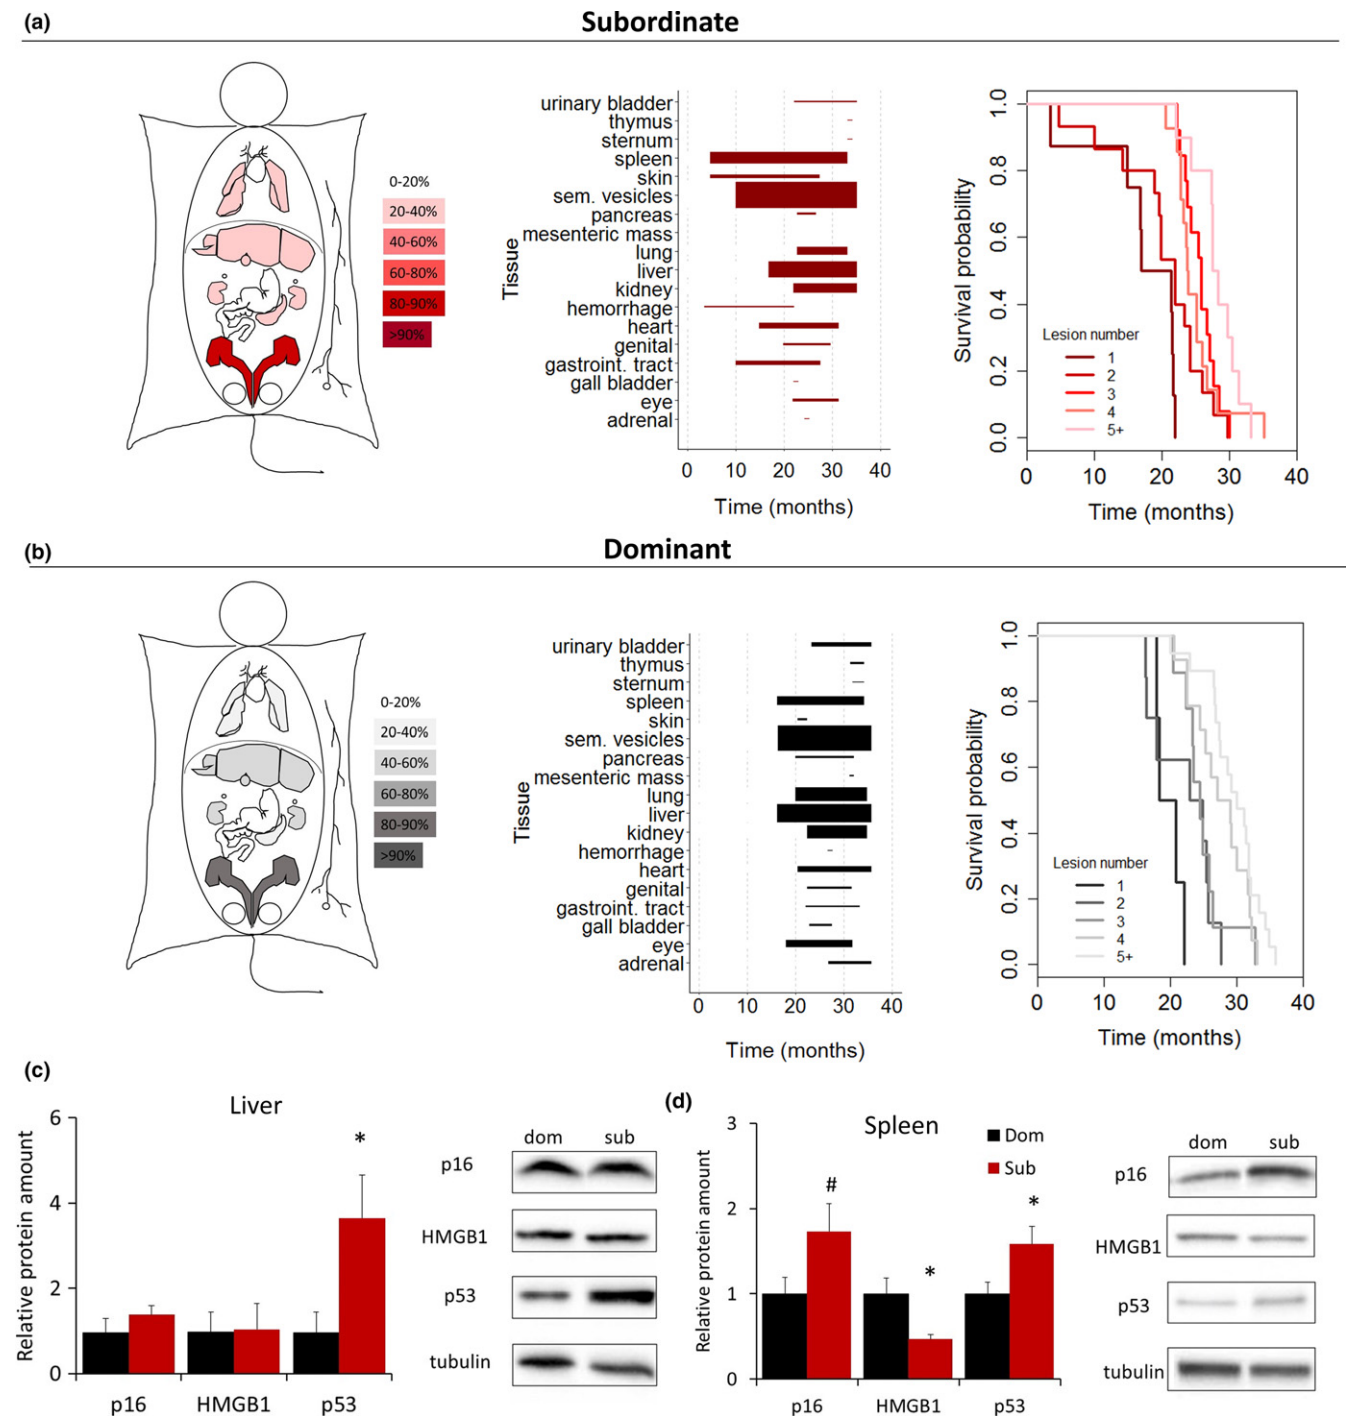 (a)
Subordinate
0-20%
20-40%
40-60%
60-80%
80-90%
>90%
Tissue
urinary bladder
thymus
sternum
spleen
skin
sem. vesicles
pancreas
mesenteric mass
lung
liver
kidney
hemorrhage
heart
genital
gastroint. tract
gall bladder
eye
adrenal
0 10 20 30 40
Time (months)
Survival probability
1.0
0.8
0.6
0.4
0.2
0.0
Lesion number
1
2
3
4
5+
0 10 20 30 40
Time (months)
(b)
Dominant
0-20%
20-40%
40-60%
60-80%
80-90%
>90%
Tissue
urinary bladder
thymus
sternum
spleen
skin
sem. vesicles
pancreas
mesenteric mass
lung
liver
kidney
hemorrhage
heart
genital
gastroint. tract
gall bladder
eye
adrenal
0 10 20 30 40
Time (months)
Survival probability
1.0
0.8
0.6
0.4
0.2
0.0
Lesion number
1
2
3
4
5+
0 10 20 30 40
Time (months)
(c)
Liver
Relative protein amount
6
4
2
0
*
p16 HMGB1 p53
dom sub
p16
HMGB1
p53
tubulin
(d)
Spleen
Relative protein amount
3
2
1
0
Dom
Sub
#
*
*
p16 HMGB1 p53
dom sub
p16
HMGB1
p53
tubulin